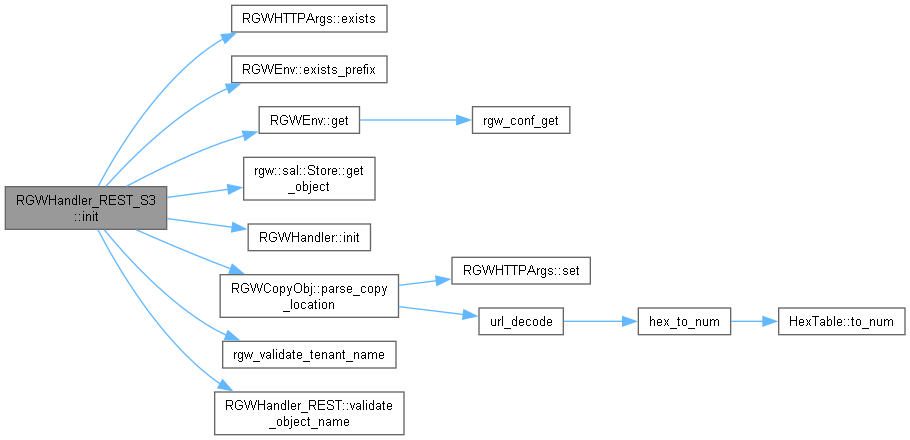 RGWHandler_REST_S3
::init
RGWHTTPArgs::exists
RGWEnv::exists_prefix
RGWEnv::get
rgw_conf_get
rgw::sal::Store::get
_object
RGWHandler::init
RGWCopyObj::parse_copy
_location
RGWHTTPArgs::set
url_decode
hex_to_num
HexTable::to_num
rgw_validate_tenant_name
RGWHandler_REST::validate
_object_name